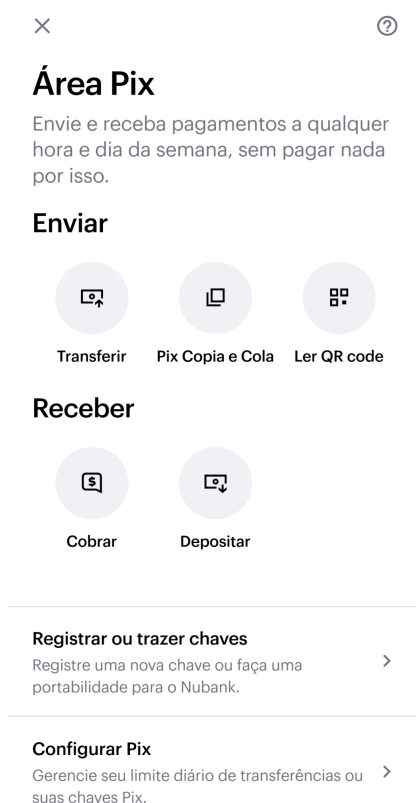 Área Pix
Envie e receba pagamentos a qualquer
hora e dia da semana, sem pagar nada
por isso.
Enviar
Transferir
Pix Copia e Cola
Ler QR code
Receber
Cobrar
Depositar
Registrar ou trazer chaves
Registre uma nova chave ou faça uma
portabilidade para o Nubank.
Configurar Pix
Gerencie seu limite diário de transferências ou
suas chaves Pix.